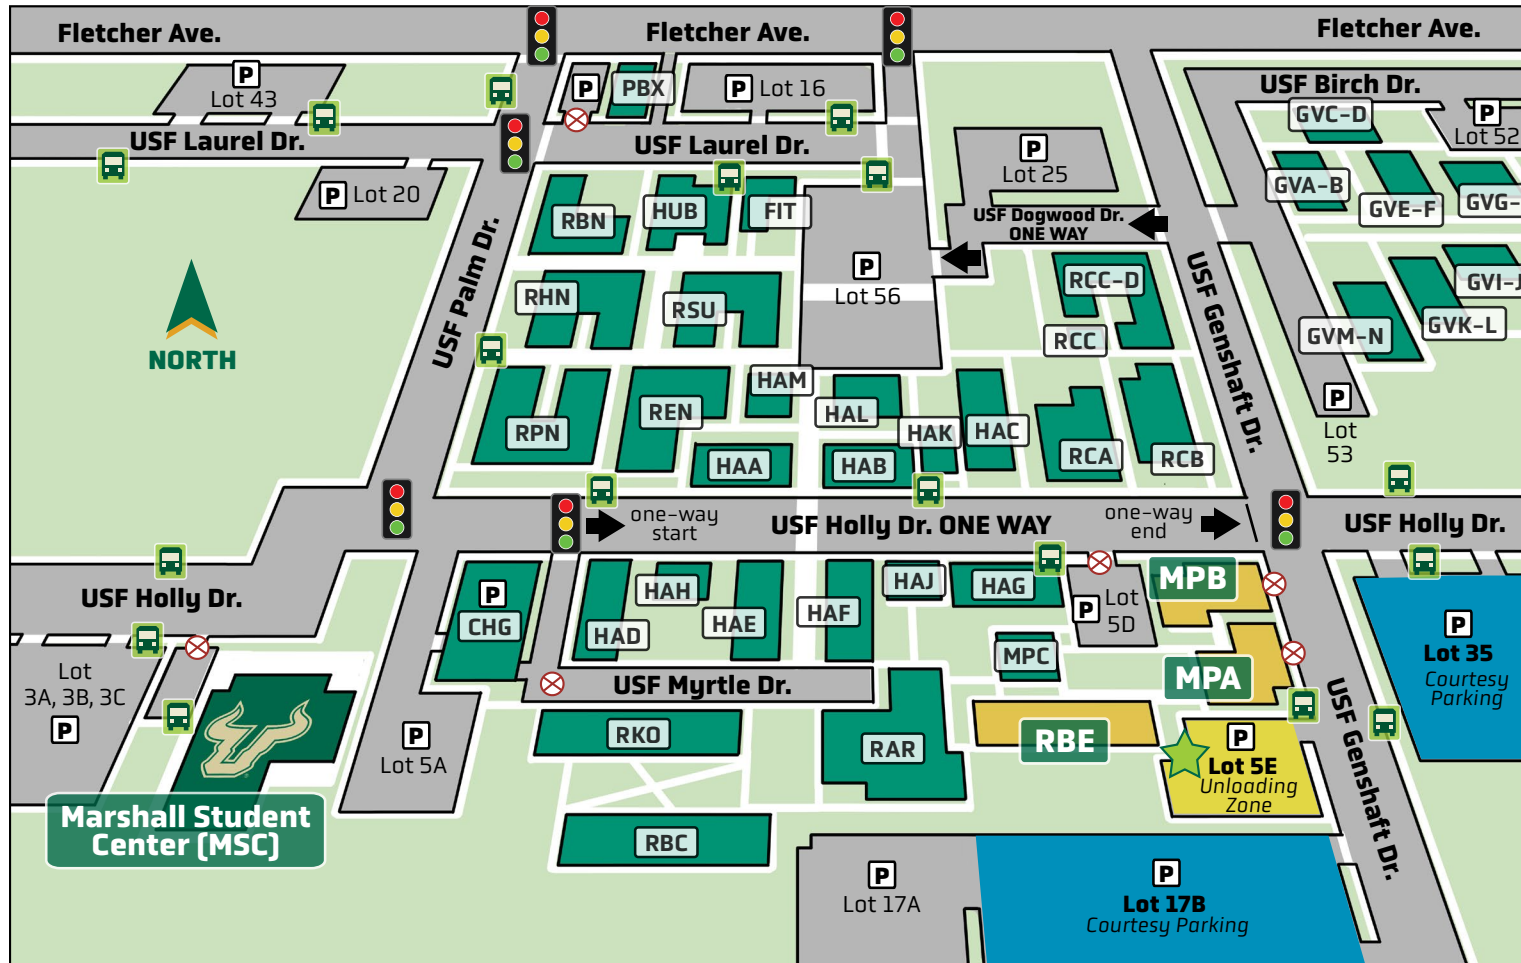 Fletcher Ave.
Fletcher Ave.
Fletcher Ave.
P
Lot 43
P
PBX
P Lot 16
USF Birch Dr.
GVC-D
P
Lot 52
USF Laurel Dr.
USF Laurel Dr.
P
Lot 25
P Lot 20
RBN
HUB
FIT
GVA-B
GVE-F
GVG-
USF Dogwood Dr.
ONE WAY
USF Palm Dr.
P
Lot 56
RHN
RSU
RCC-D
RCC
USF Genshaft Dr.
GVI-J
GVK-L
GVM-N
NORTH
HAM
RPN
REN
HAL
HAK
HAC
RCA
RCB
P
Lot
53
HAA
HAB
one-way
start
USF Holly Dr. ONE WAY
one-way
end
USF Holly Dr.
USF Holly Dr.
P
CHG
HAH
HAD
HAE
HAF
HAJ
HAG
P
Lot
5D
MPB
MPC
MPA
P
Lot 35
Courtesy
Parking
Lot
3A, 3B, 3C
P
USF Myrtle Dr.
P
Lot 5A
RKO
RAR
RBE
P
Lot 5E
Unloading
Zone
USF Genshaft Dr.
Marshall Student
Center (MSC)
RBC
P
Lot 17A
P
Lot 17B
Courtesy Parking